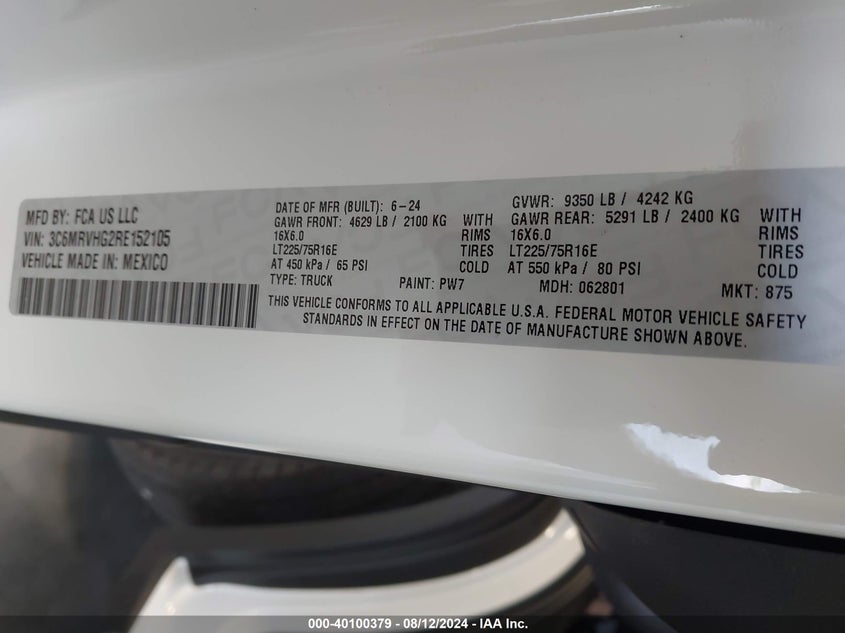 MFD BY: FCA US LLC
VIN: 3C6MRVHG2RE152105
VEHICLE MADE IN: MEXICO
DATE OF MFR (BUILT): 6-24 GVWR: 9350 LB / 4242 KG
GAWR FRONT: 4629 LB / 2100 KG WITH GAWR REAR: 5291 LB / 2400 KG WITH
16X6.0 RIMS 16X6.0 RIMS
LT225/75R16E TIRES LT225/75R16E TIRES
AT 450 kPa / 65 PSI COLD AT 550 kPa / 80 PSI COLD
TYPE: TRUCK PAINT: PW7 MDH: 062801 MKT: 875
THIS VEHICLE CONFORMS TO ALL APPLICABLE U.S.A. FEDERAL MOTOR VEHICLE SAFETY
STANDARDS IN EFFECT ON THE DATE OF MANUFACTURE SHOWN ABOVE.
000-40100379 - 08/12/2024 - IAA Inc.